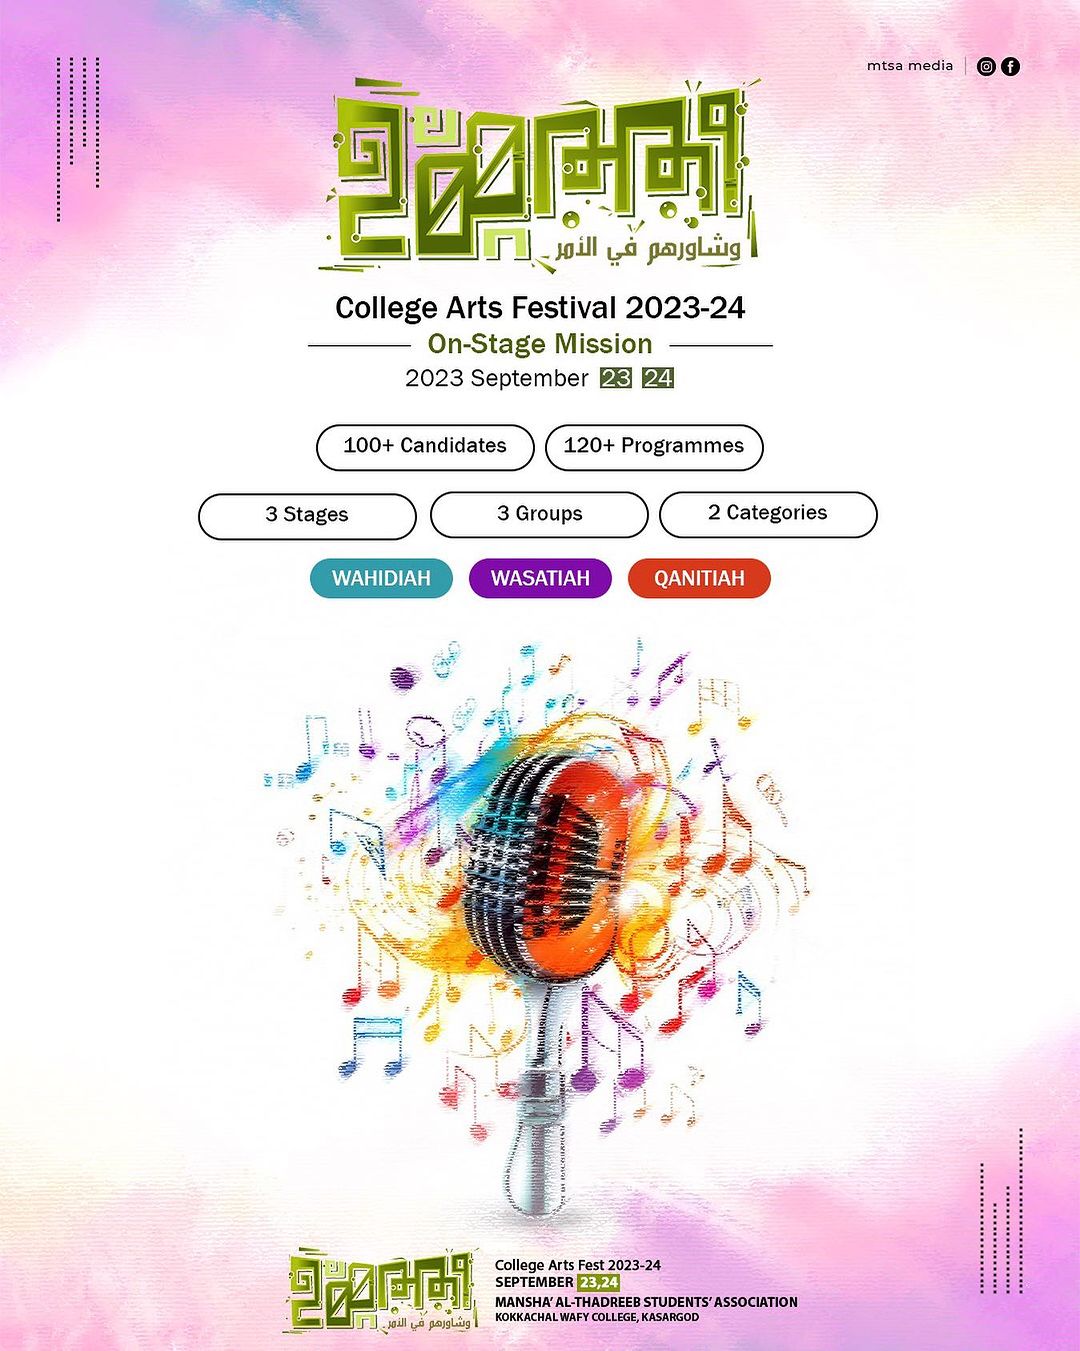 mtsa media
وشاورهم في الأمر
College Arts Festival 2023-24
On-Stage Mission
2023 September 23 24
100+ Candidates
120+ Programmes
3 Stages
3 Groups
2 Categories
WAHIDIAH
WASATIAH
QANITIAH
وشاورهم في الأمر
College Arts Fest 2023-24
SEPTEMBER 23,24
MANSHA' AL-THADREEB STUDENTS' ASSOCIATION
KOKKACHAL WAFY COLLEGE, KASARGOD